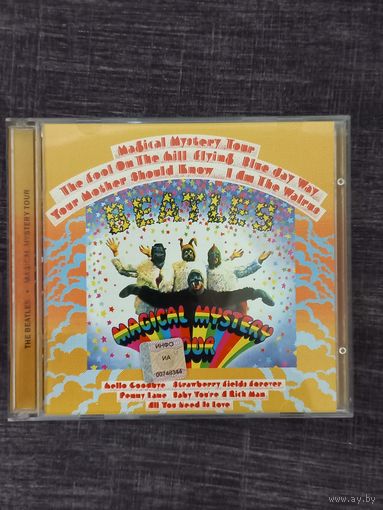 Magical Mystery Tour
The Fool On The Hill Flying Blue Jay Way
Your Mother Should Know I Am The Walrus
BEATLES
MAGICAL MYSTERY
TOUR
ИНФО
ИА
00748344
Hello Goodbye Strawberry Fields Forever
Penny Lane Baby You're A Rich Man
All You Need Is Love
THE BEATLES • MAGICAL MYSTERY TOUR
www.ay.by